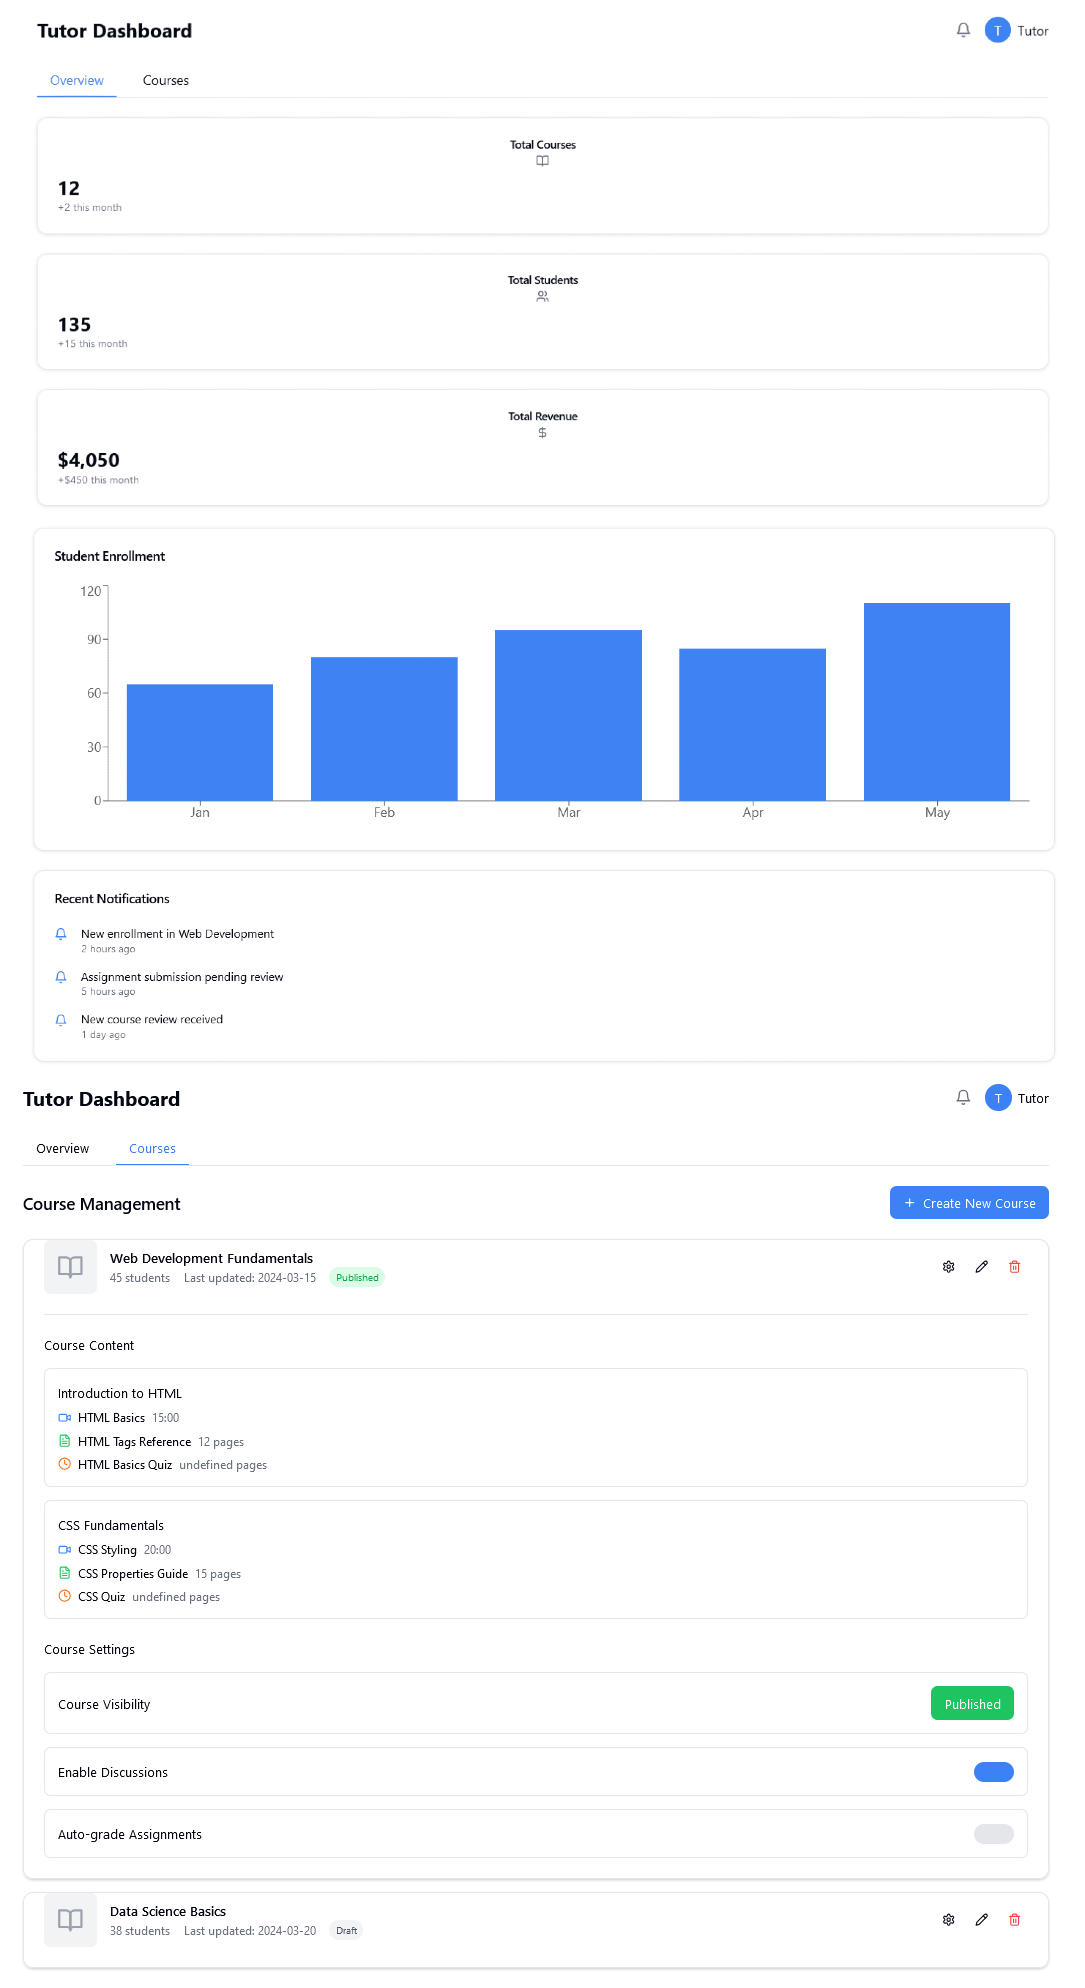 Tutor Dashboard
T Tutor
Overview Courses
Total Courses
12
+2 this month
Total Students
135
+15 this month
Total Revenue
$4,050
+$450 this month
Student Enrollment
120
90
60
30
0
Jan Feb Mar Apr May
Recent Notifications
New enrollment in Web Development
2 hours ago
Assignment submission pending review
5 hours ago
New course review received
1 day ago
Tutor Dashboard
T Tutor
Overview Courses
Course Management
+ Create New Course
Web Development Fundamentals
45 students Last updated: 2024-03-15 Published
Course Content
Introduction to HTML
HTML Basics 15:00
HTML Tags Reference 12 pages
HTML Basics Quiz undefined pages
CSS Fundamentals
CSS Styling 20:00
CSS Properties Guide 15 pages
CSS Quiz undefined pages
Course Settings
Course Visibility
Published
Enable Discussions
Auto-grade Assignments
Data Science Basics
38 students Last updated: 2024-03-20 Draft